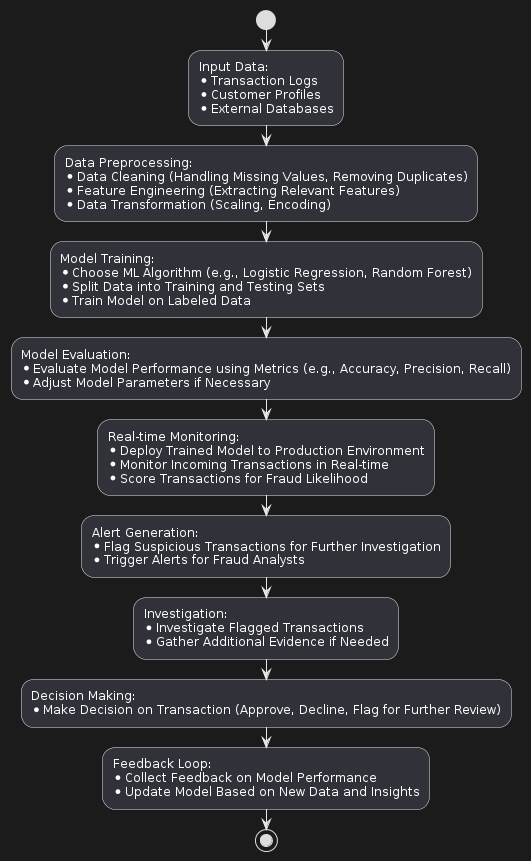 Input Data:
• Transaction Logs
• Customer Profiles
• External Databases
Data Preprocessing:
• Data Cleaning (Handling Missing Values, Removing Duplicates)
• Feature Engineering (Extracting Relevant Features)
• Data Transformation (Scaling, Encoding)
Model Training:
• Choose ML Algorithm (e.g., Logistic Regression, Random Forest)
• Split Data into Training and Testing Sets
• Train Model on Labeled Data
Model Evaluation:
• Evaluate Model Performance using Metrics (e.g., Accuracy, Precision, Recall)
• Adjust Model Parameters if Necessary
Real-time Monitoring:
• Deploy Trained Model to Production Environment
• Monitor Incoming Transactions in Real-time
• Score Transactions for Fraud Likelihood
Alert Generation:
• Flag Suspicious Transactions for Further Investigation
• Trigger Alerts for Fraud Analysts
Investigation:
• Investigate Flagged Transactions
• Gather Additional Evidence if Needed
Decision Making:
• Make Decision on Transaction (Approve, Decline, Flag for Further Review)
Feedback Loop:
• Collect Feedback on Model Performance
• Update Model Based on New Data and Insights